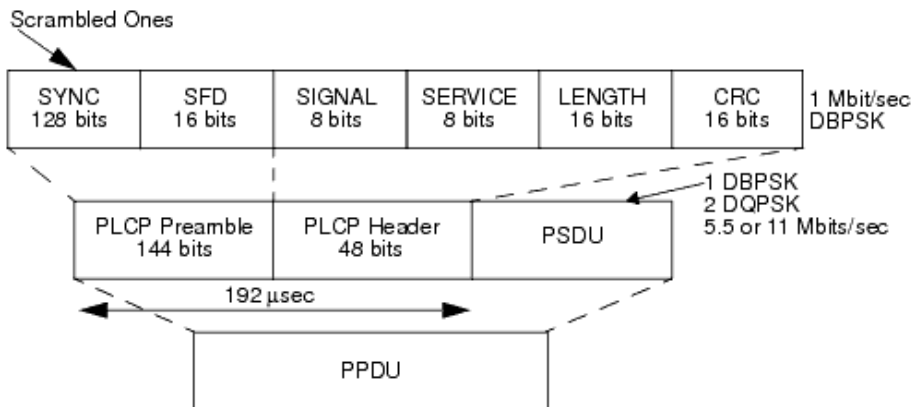 Scrambled Ones
SYNC
128 bits
SFD
16 bits
SIGNAL
8 bits
SERVICE
8 bits
LENGTH
16 bits
CRC
16 bits
1 Mbit/sec
DBPSK
PLCP Preamble
144 bits
PLCP Header
48 bits
PSDU
1 DBPSK
2 DQPSK
5.5 or 11 Mbits/sec
192 µsec
PPDU